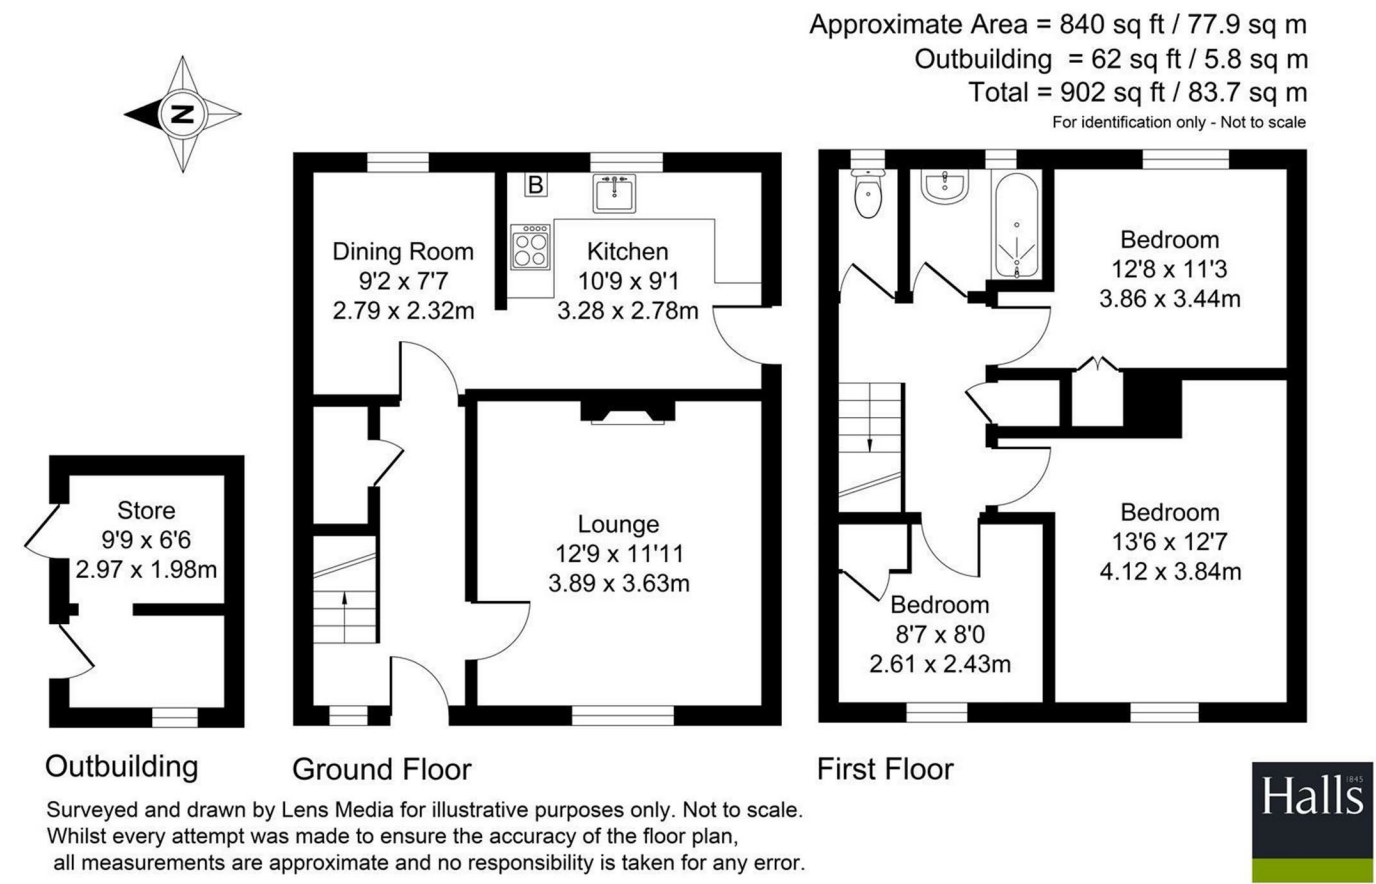 Approximate Area = 840 sq ft / 77.9 sq m
Outbuilding = 62 sq ft / 5.8 sq m
Total = 902 sq ft / 83.7 sq m
For identification only - Not to scale
N
B
Dining Room
9'2 x 7'7
2.79 x 2.32m
Kitchen
10'9 x 9'1
3.28 x 2.78m
Bedroom
12'8 x 11'3
3.86 x 3.44m
Store
9'9 x 6'6
2.97 x 1.98m
Lounge
12'9 x 11'11
3.89 x 3.63m
Bedroom
13'6 x 12'7
4.12 x 3.84m
Bedroom
8'7 x 8'0
2.61 x 2.43m
Outbuilding
Ground Floor
First Floor
Surveyed and drawn by Lens Media for illustrative purposes only. Not to scale.
Whilst every attempt was made to ensure the accuracy of the floor plan,
all measurements are approximate and no responsibility is taken for any error.
1845
Halls